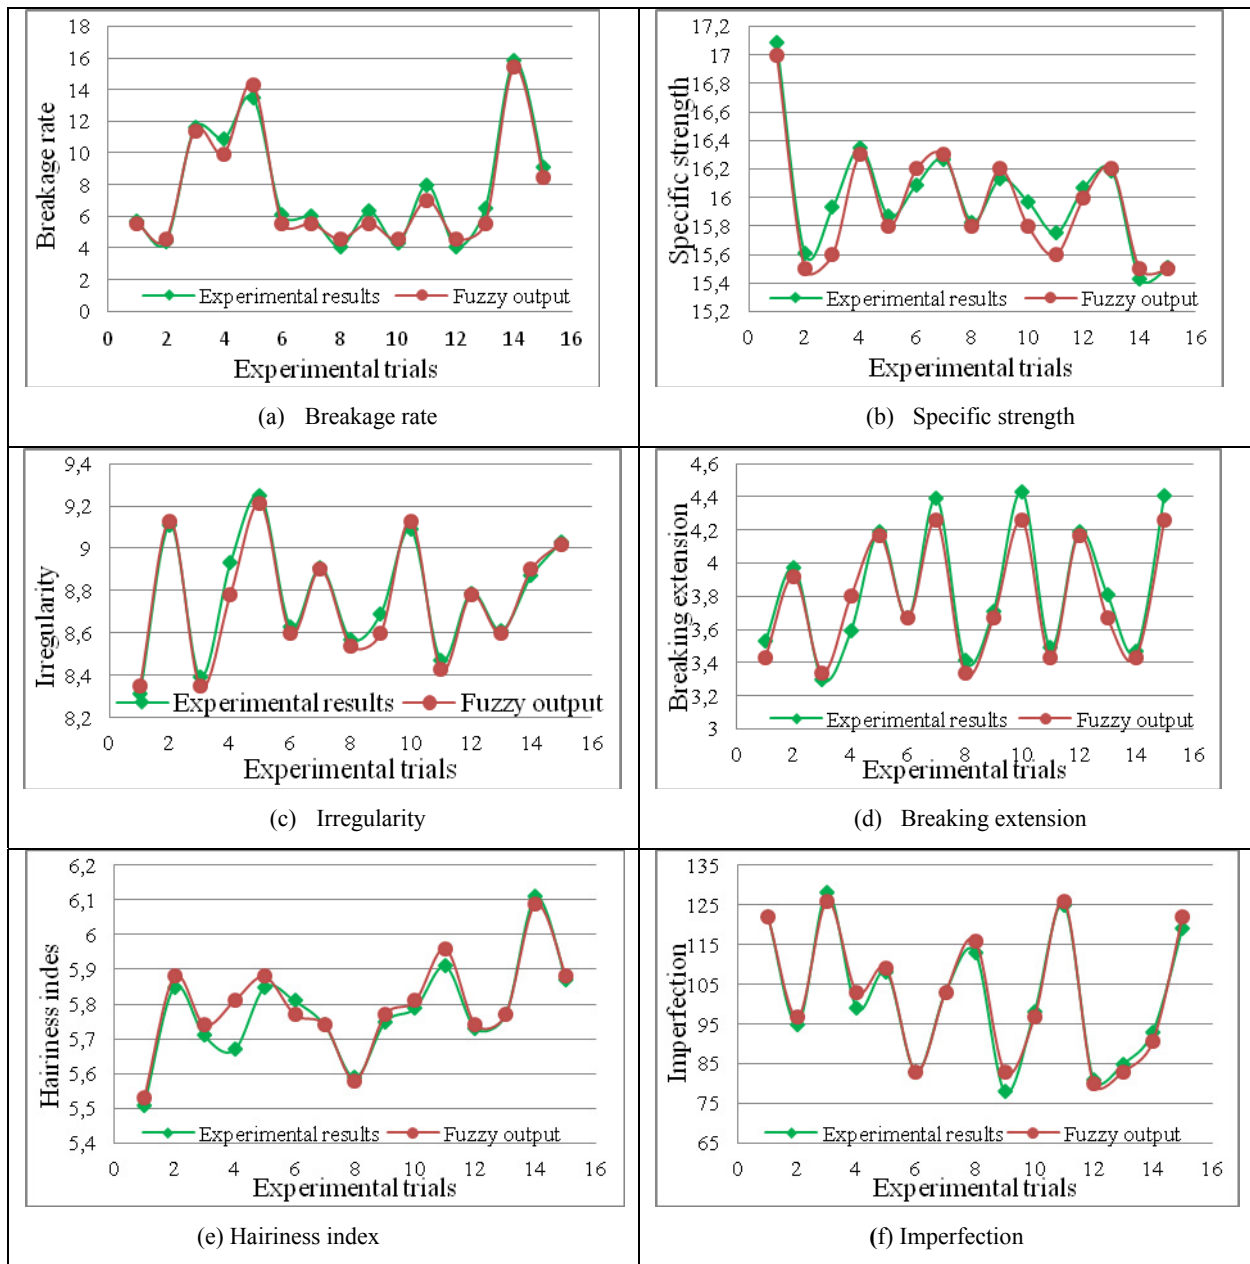 18
16
14
12
10
8
6
4
2
0
Breakage rate
Experimental results Fuzzy output
0 2 4 6 8 10 12 14 16
Experimental trials
(a) Breakage rate
17,2
17
16,8
16,6
16,4
16,2
16
15,8
15,6
15,4
15,2
Specific strength
Experimental results Fuzzy output
0 2 4 6 8 10 12 14 16
Experimental trials
(b) Specific strength
9,4
9,2
9
8,8
8,6
8,4
8,2
Irregularity
Experimental results Fuzzy output
0 2 4 6 8 10 12 14 16
Experimental trials
(c) Irregularity
4,6
4,4
4,2
4
3,8
3,6
3,4
3,2
3
Breaking extension
Experimental results Fuzzy output
0 2 4 6 8 10 12 14 16
Experimental trials
(d) Breaking extension
6,2
6,1
6
5,9
5,8
5,7
5,6
5,5
5,4
Hairiness indes
Experimental results Fuzzy output
0 2 4 6 8 10 12 14 16
Experimental trials
(e) Hairiness index
135
125
115
105
95
85
75
65
Imperfection
Experimental results Fuzzy output
0 2 4 6 8 10 12 14 16
Experimental trials
(f) Imperfection